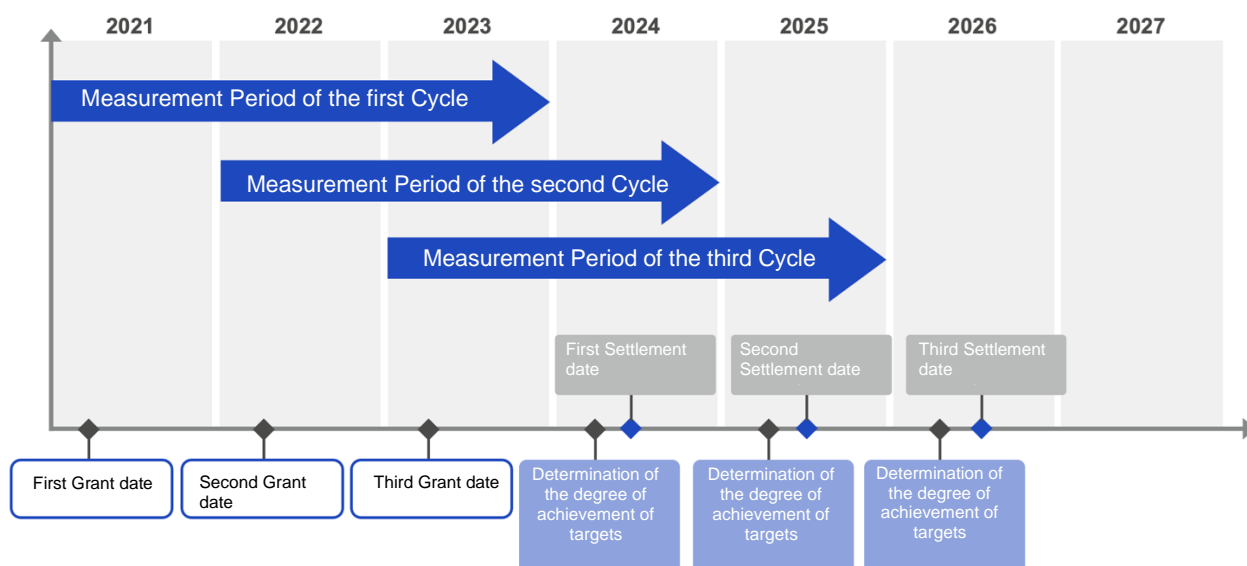 2021 2022 2023 2024 2025 2026 2027
Measurement Period of the first Cycle
Measurement Period of the second Cycle
Measurement Period of the third Cycle
First Settlement
date
Second
Settlement date
Third Settlement
date
First Grant date
Second Grant
date
Third Grant date
Determination of
the degree of
achievement of
targets
Determination of
the degree of
achievement of
targets
Determination of
the degree of
achievement of
targets